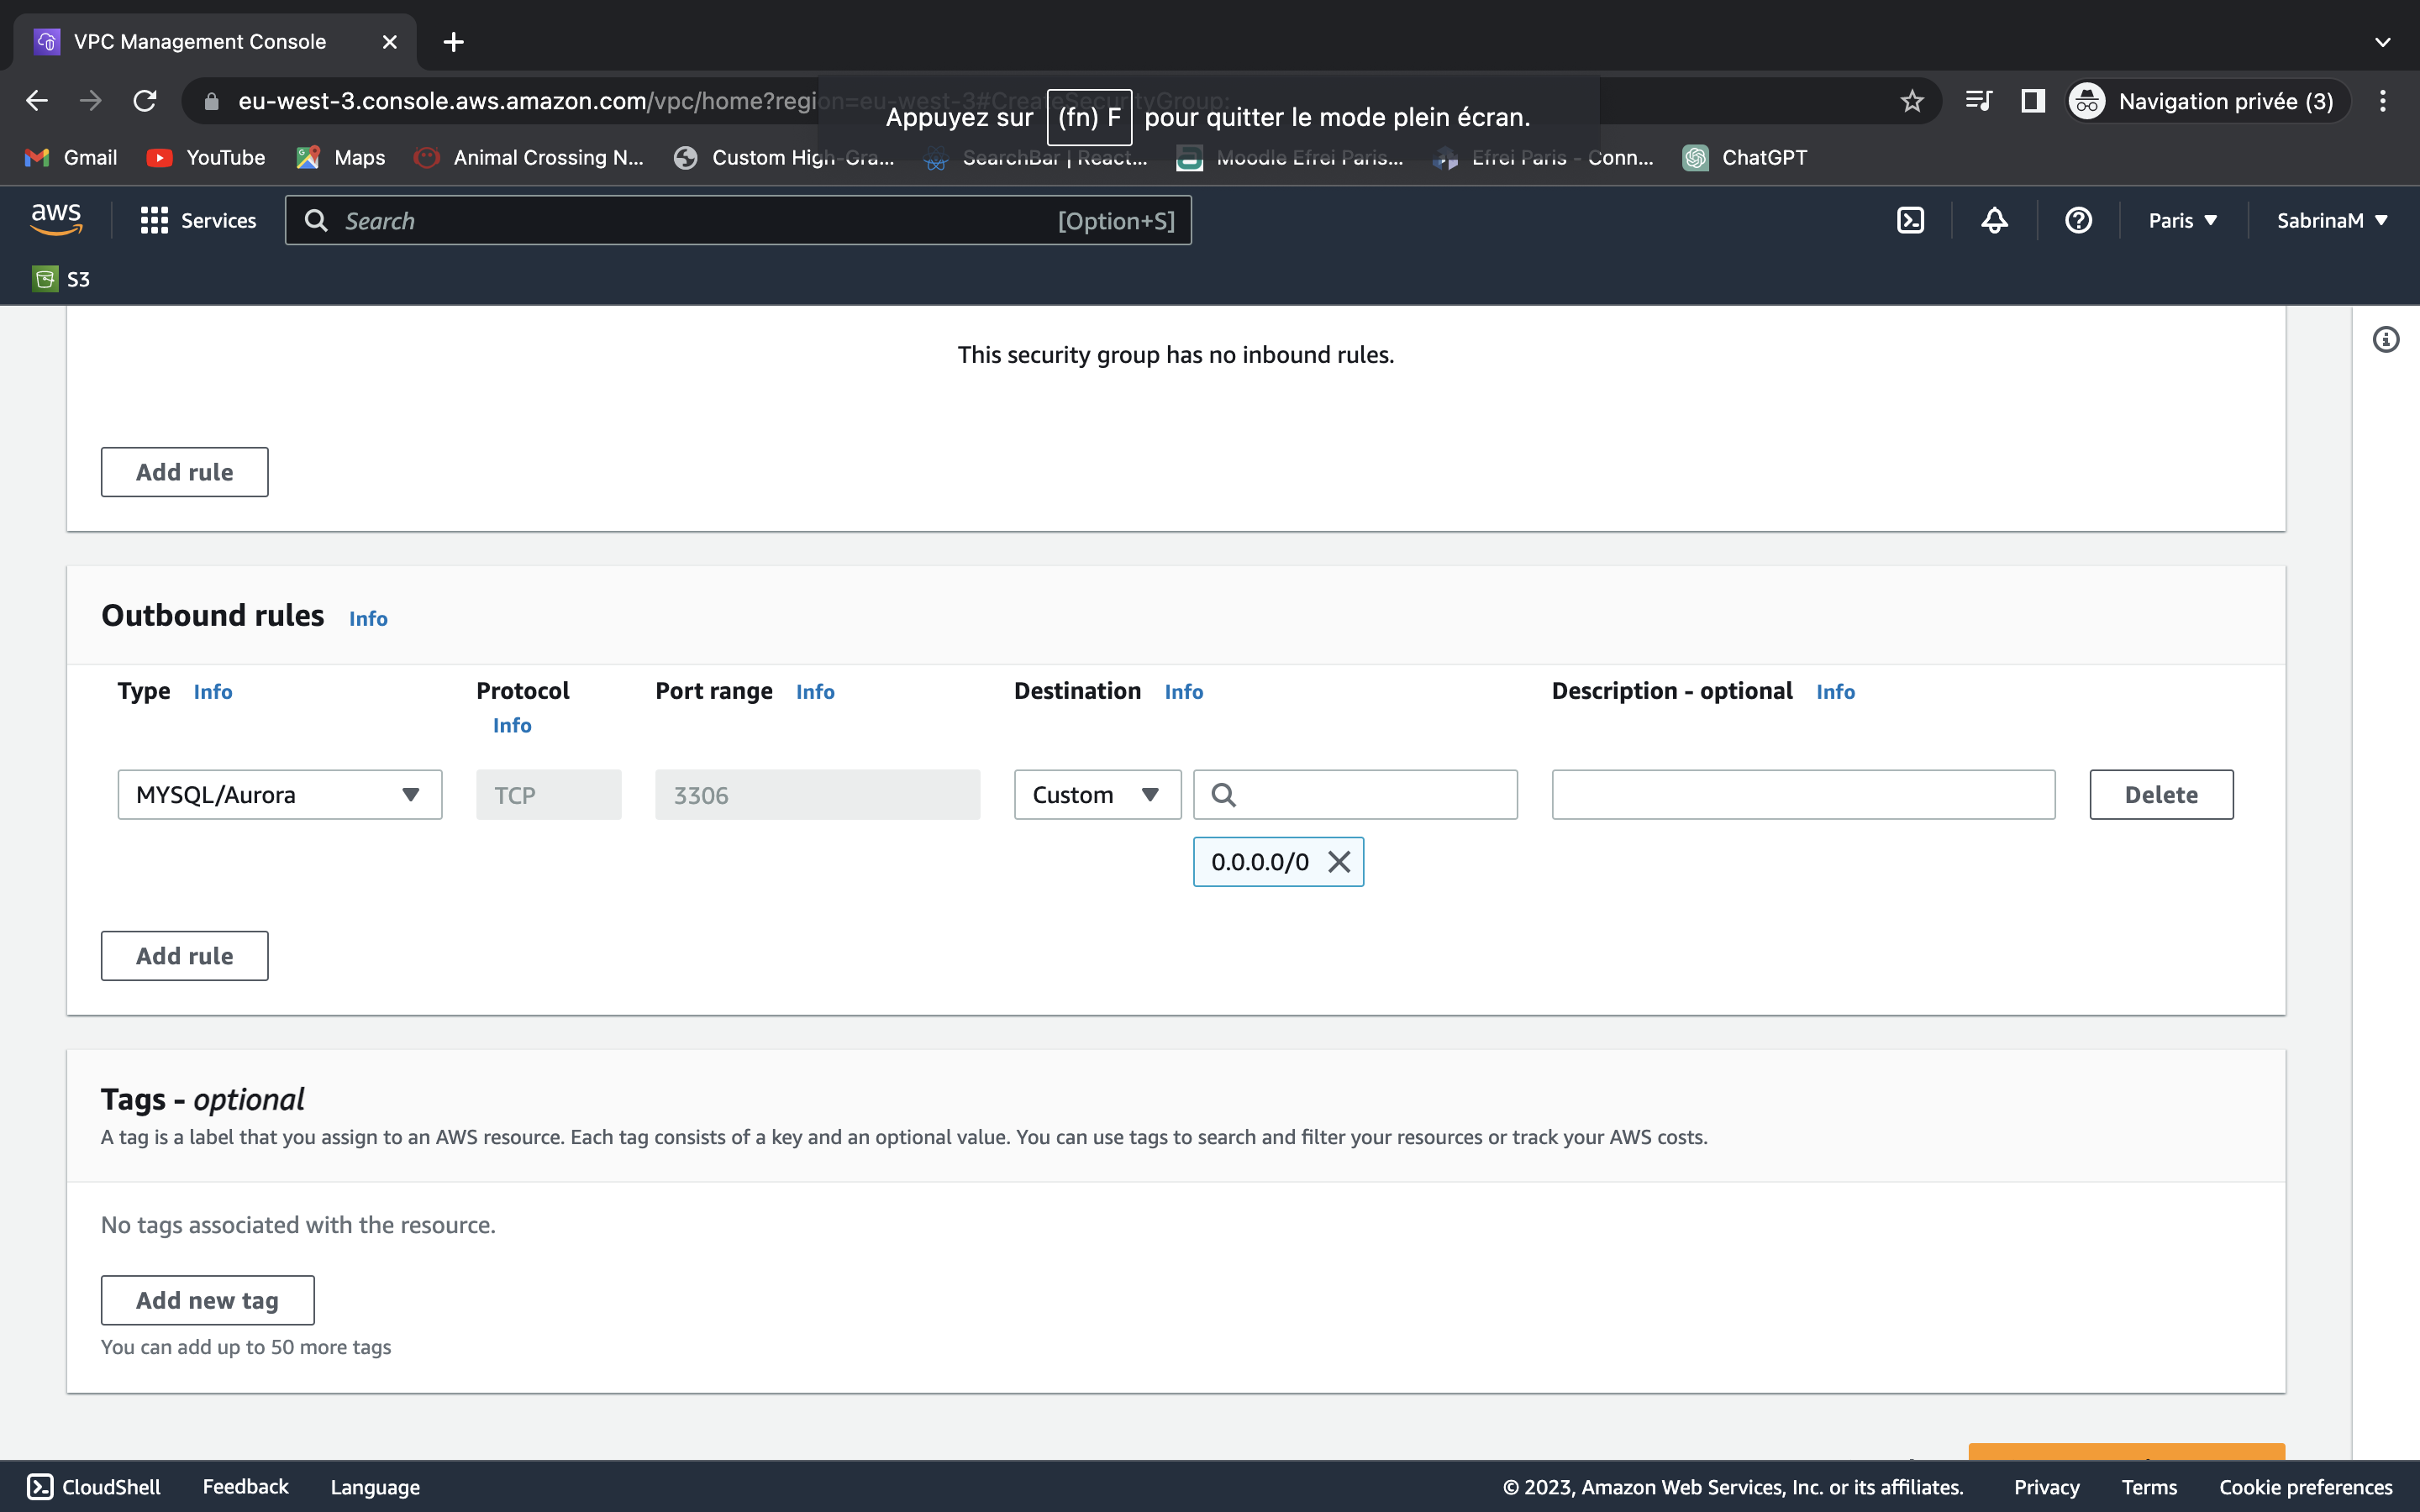 VPC Management Console
eu-west-3.console.aws.amazon.com/vpc/home?region=eu-west-3#CreateSecurityGroup:
Navigation privée (3)
Appuyez sur (fn) F pour quitter le mode plein écran.
Gmail YouTube Maps Animal Crossing N... Custom High-Gra... SearchBar | React... Moodle Efrei Paris... Efrei Paris - Conn... ChatGPT
aws Services Search [Option+S] Paris SabrinaM
S3
This security group has no inbound rules.
Add rule
Outbound rules Info
Type Info Protocol Info Port range Info Destination Info Description - optional Info
MYSQL/Aurora TCP 3306 Custom Delete
0.0.0.0/0
Add rule
Tags - optional
A tag is a label that you assign to an AWS resource. Each tag consists of a key and an optional value. You can use tags to search and filter your resources or track your AWS costs.
No tags associated with the resource.
Add new tag
You can add up to 50 more tags
CloudShell Feedback Language © 2023, Amazon Web Services, Inc. or its affiliates. Privacy Terms Cookie preferences